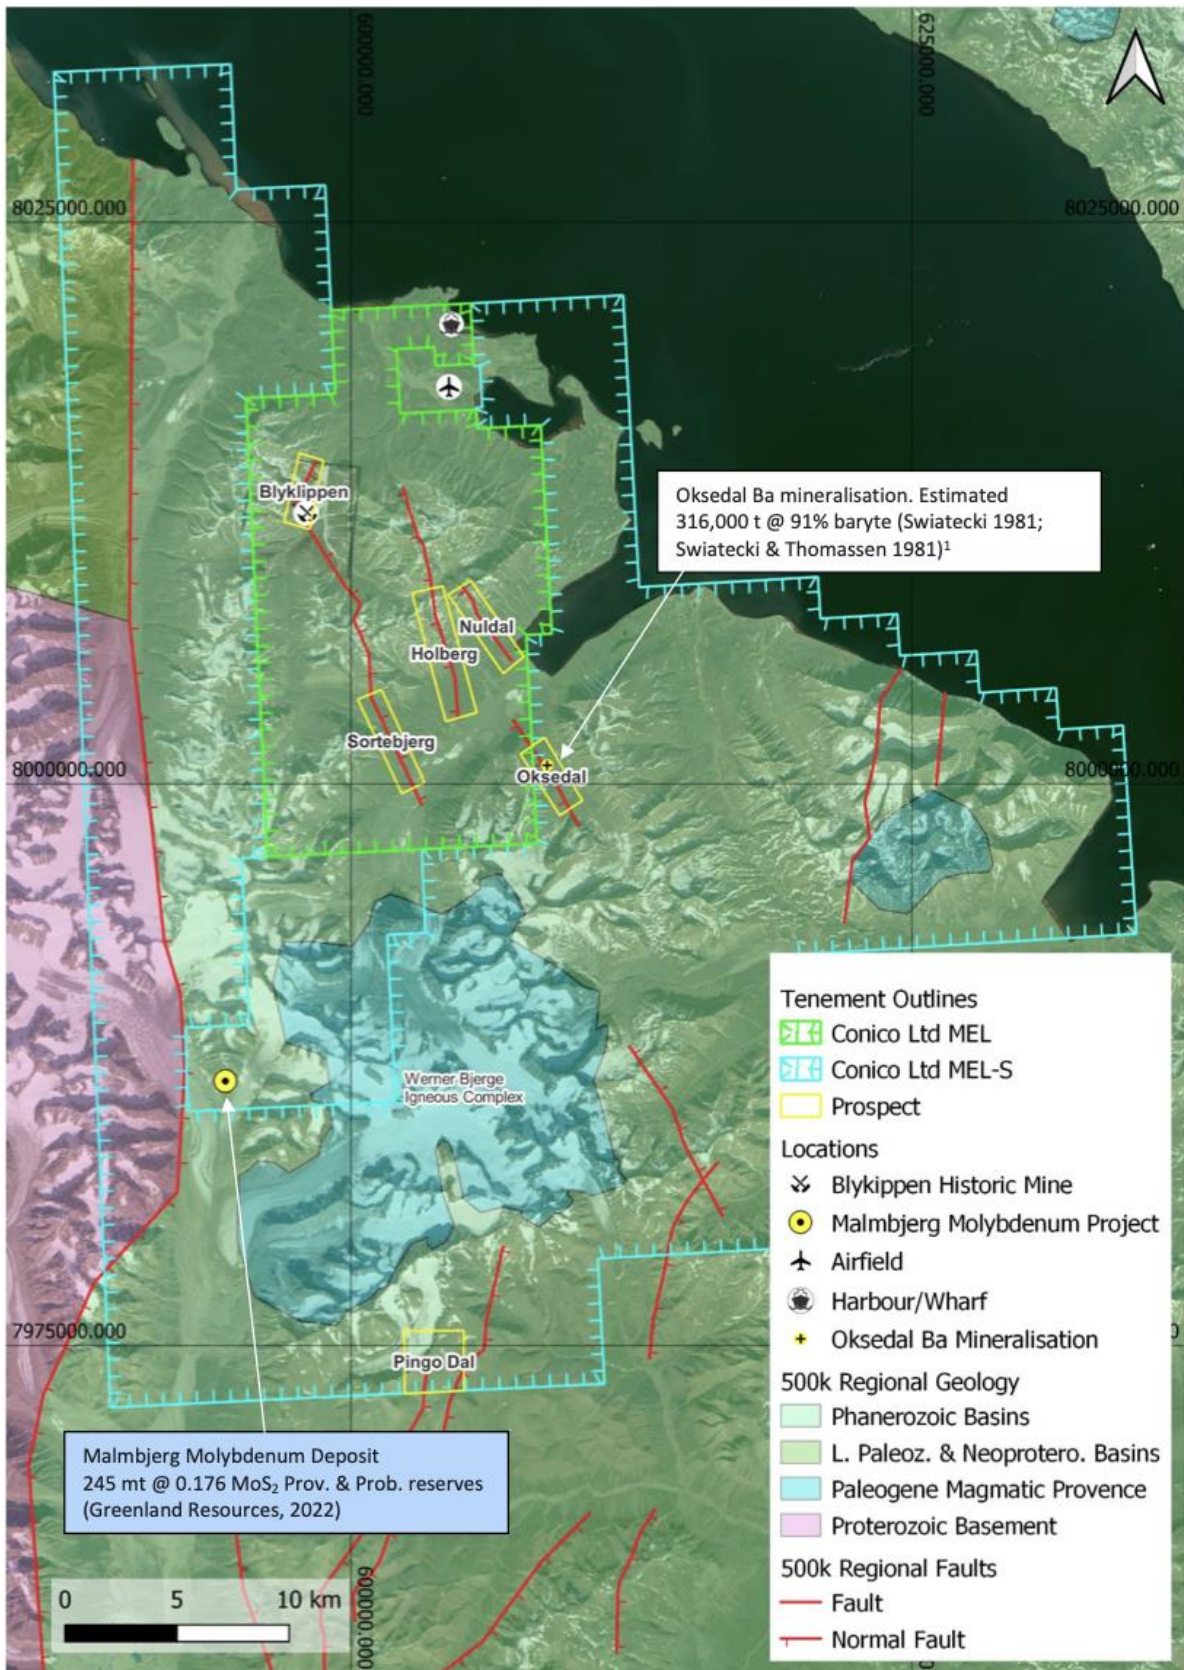 600000.000
625000.000
8025000.000
8025000.000
Blyklippen
Oksedal Ba mineralisation. Estimated
316,000 t @ 91% baryte (Swiatecki 1981;
Swiatecki & Thomassen 1981)1
Nuldal
Holberg
Sortebjerg
Oksedal
8000000.000
8000000.000
Werner Bjerge
Igneous Complex
7975000.000
0
Pingo Dal
Malmbjerg Molybdenum Deposit
245 mt @ 0.176 MoS2 Prov. & Prob. reserves
(Greenland Resources, 2022)
Tenement Outlines
Conico Ltd MEL
Conico Ltd MEL-S
Prospect
Locations
Blykippen Historic Mine
Malmbjerg Molybdenum Project
Airfield
Harbour/Wharf
Oksedal Ba Mineralisation
500k Regional Geology
Phanerozoic Basins
L. Paleoz. & Neoprotero. Basins
Paleogene Magmatic Provence
Proterozoic Basement
500k Regional Faults
Fault
Normal Fault
0 5 10 km
600000.000